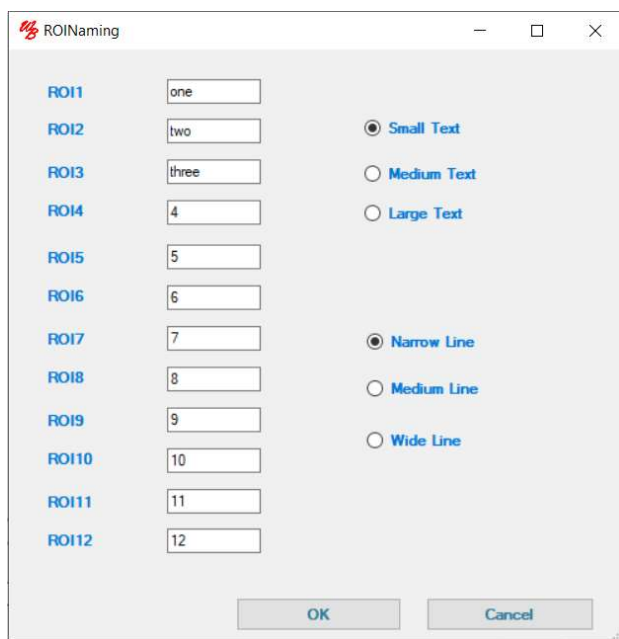 ROINaming
ROI1 one
ROI2 two
Small Text
ROI3 three
Medium Text
ROI4 4
Large Text
ROI5 5
ROI6 6
ROI7 7
Narrow Line
ROI8 8
Medium Line
ROI9 9
Wide Line
ROI10 10
ROI11 11
ROI12 12
OK Cancel